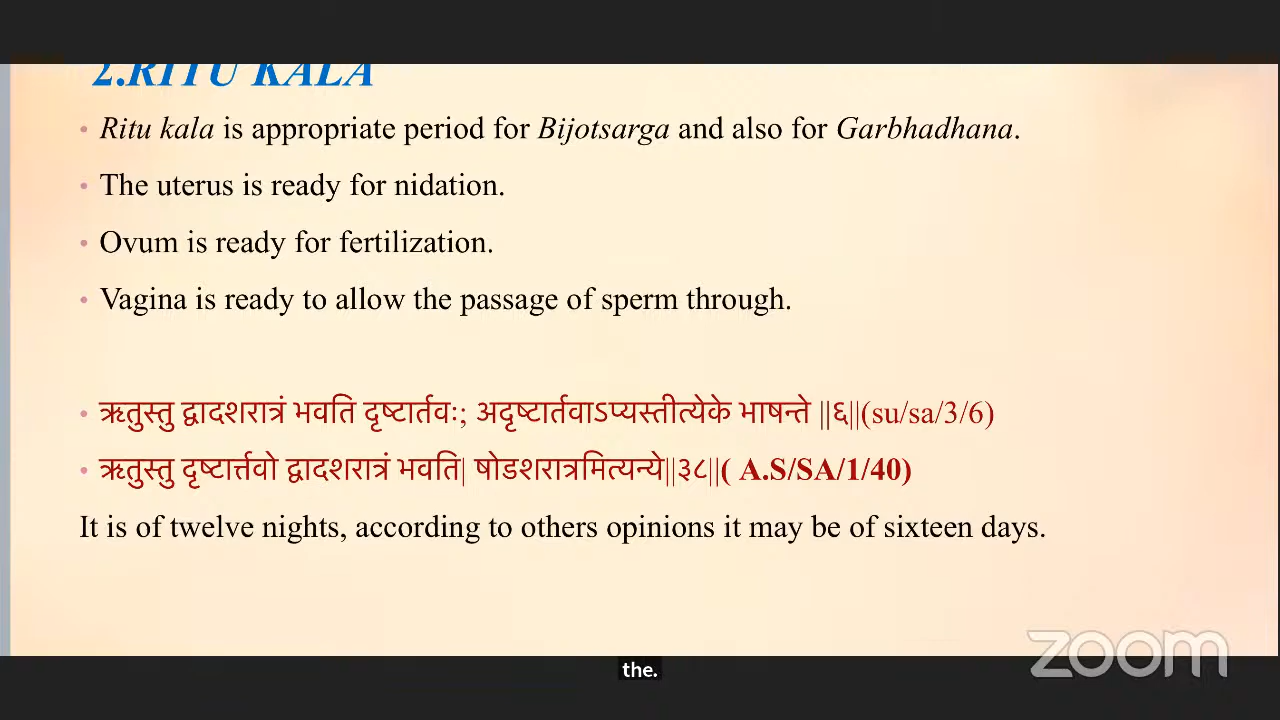 2.RITU KALA
• Ritu kala is appropriate period for Bijotsarga and also for Garbhadhana.
• The uterus is ready for nidation.
• Ovum is ready for fertilization.
• Vagina is ready to allow the passage of sperm through.
• ऋतुस्तु द्वादशरात्रं भवति दृष्टार्तवः; अदृष्टार्तवाऽप्यस्तीत्येके भाषन्ते ||६||(su/sa/3/6)
• ऋतुस्तु दृष्टार्त्तवो द्वादशरात्रं भवति| षोडशरात्रमित्यन्ये||३८||( A.S/SA/1/40)
It is of twelve nights, according to others opinions it may be of sixteen days.
zoom
the.